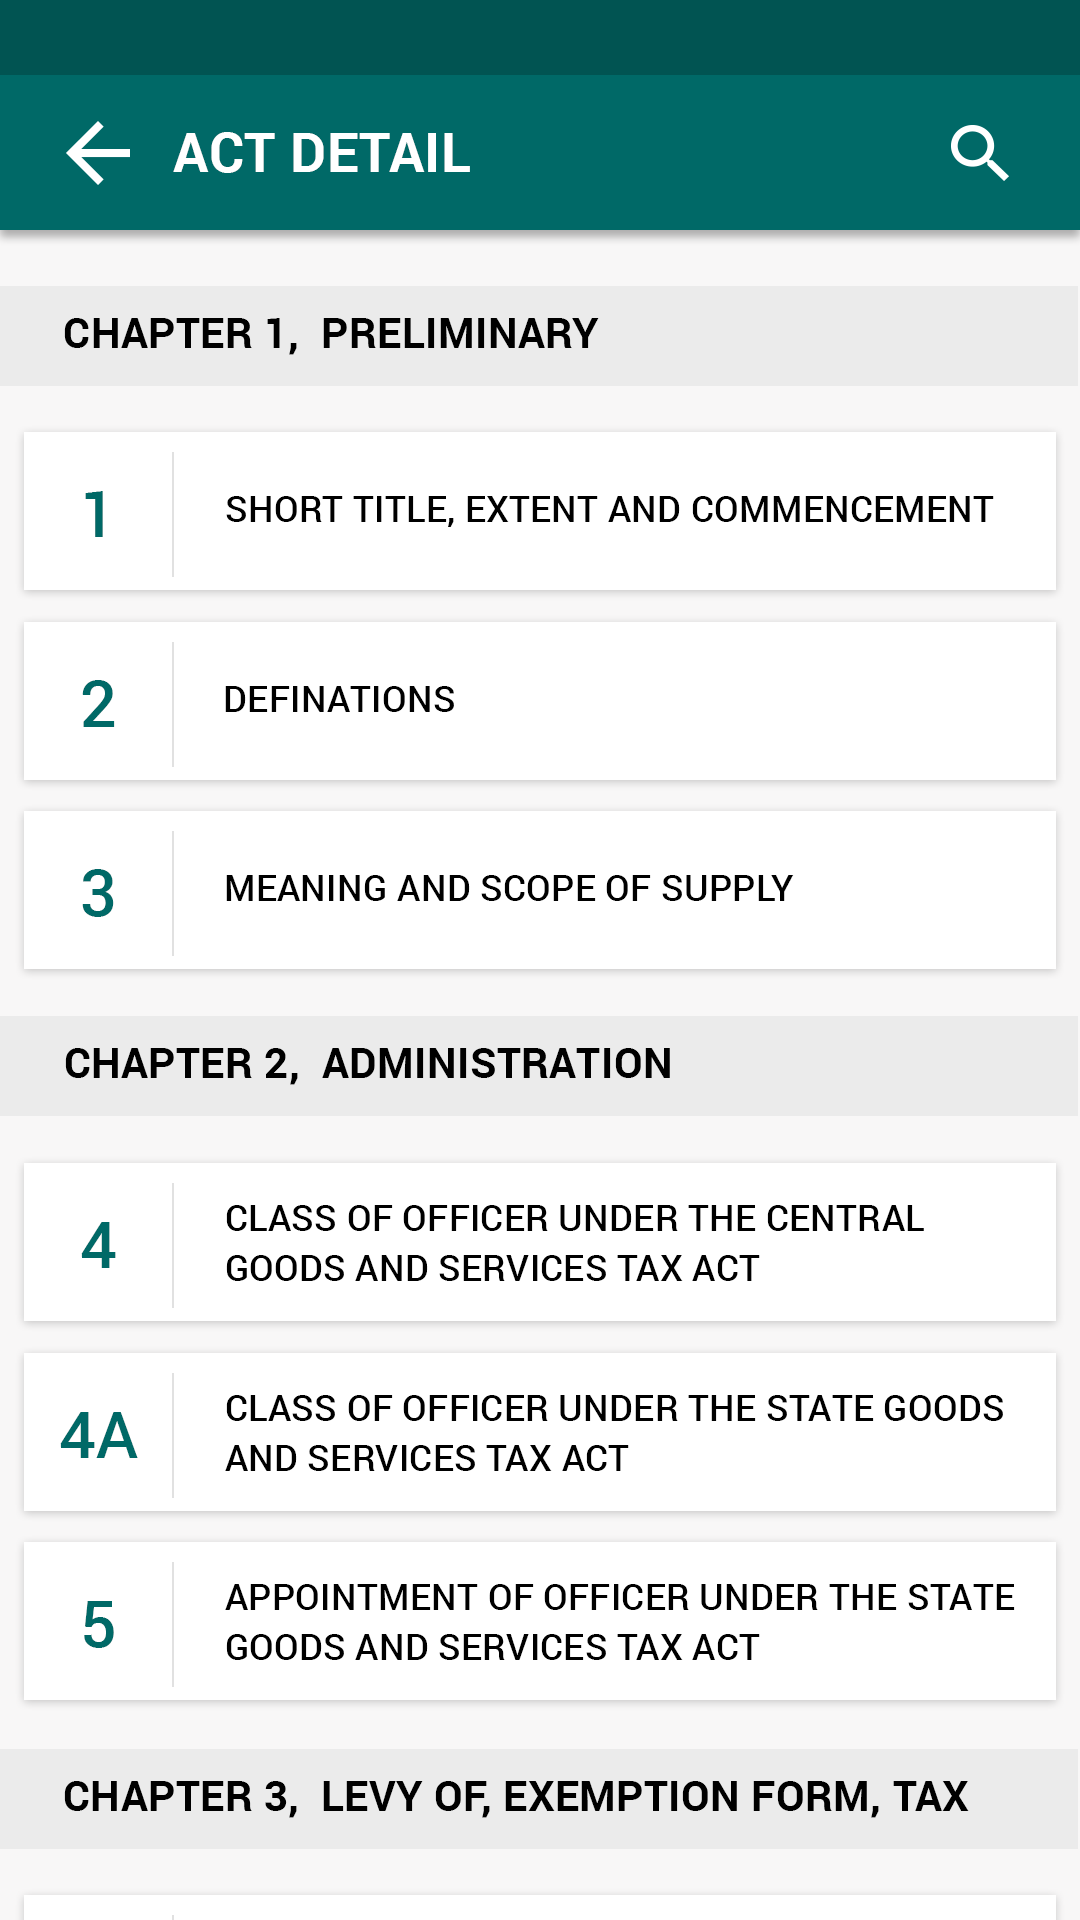 ACT DETAIL
CHAPTER 1, PRELIMINARY
1
SHORT TITLE, EXTENT AND COMMENCEMENT
2
DEFINATIONS
3
MEANING AND SCOPE OF SUPPLY
CHAPTER 2, ADMINISTRATION
4
CLASS OF OFFICER UNDER THE CENTRAL
GOODS AND SERVICES TAX ACT
4A
CLASS OF OFFICER UNDER THE STATE GOODS
AND SERVICES TAX ACT
5
APPOINTMENT OF OFFICER UNDER THE STATE
GOODS AND SERVICES TAX ACT
CHAPTER 3, LEVY OF, EXEMPTION FORM, TAX